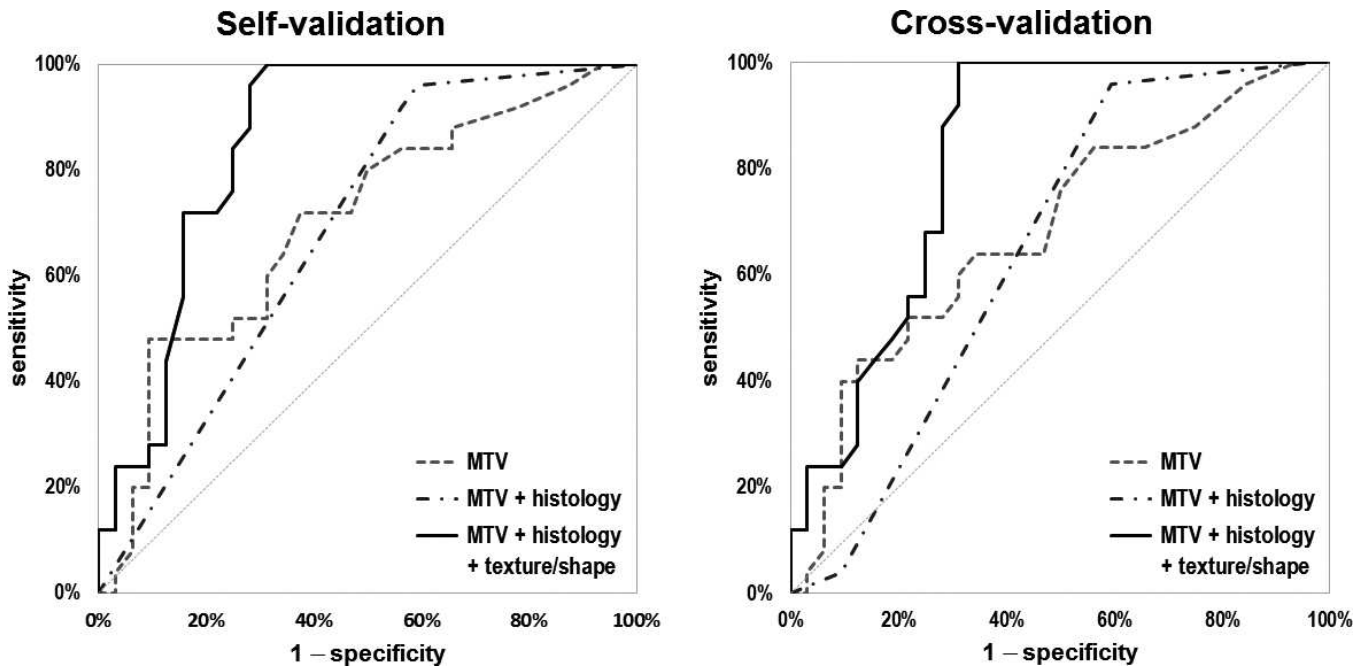 Self-validation
100%
80%
60%
40%
20%
0%
sensitivity
MTV
MTV + histology
MTV + histology
+ texture/shape
0%
20%
40%
60%
80%
100%
1 – specificity
Cross-validation
100%
80%
60%
40%
20%
0%
sensitivity
MTV
MTV + histology
MTV + histology
+ texture/shape
0%
20%
40%
60%
80%
100%
1 – specificity